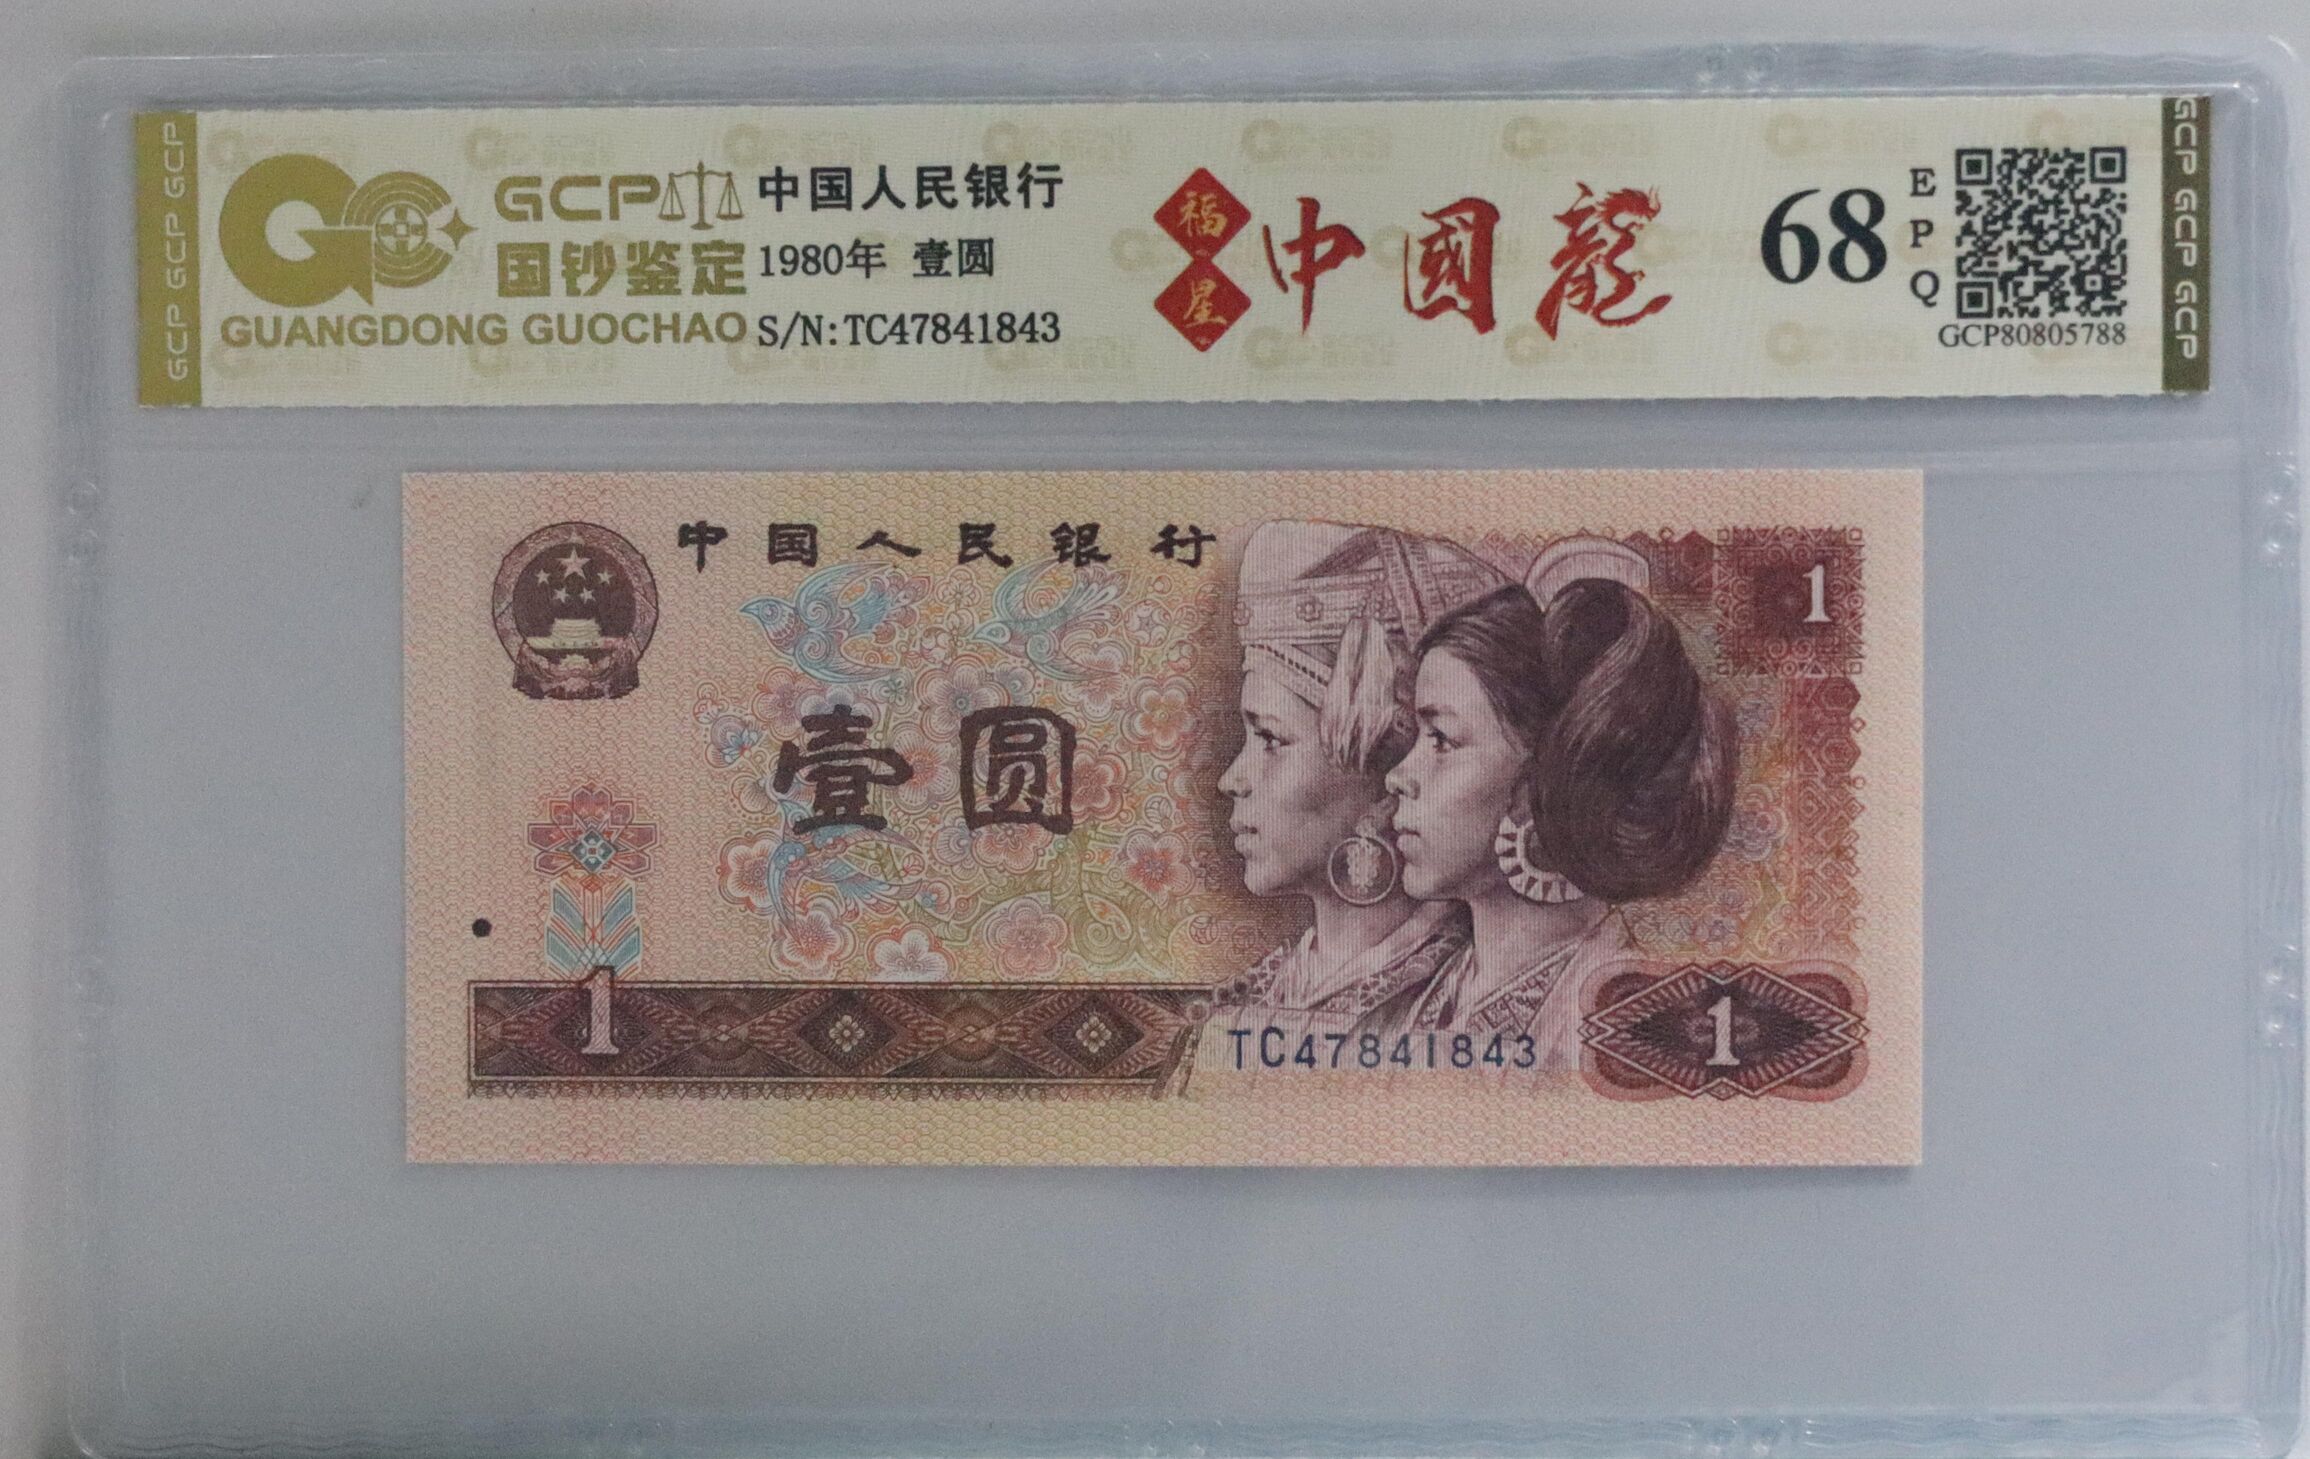 GCP GCP GCP
GCP 中国人民银行
国钞鉴定 1980年 壹圆
GUANGDONG GUOCHAO S/N:TC47841843
福星
中國龍
68
EPQ
GCP80805788
GCP GCP GCP
中国人民银行
1
壹圆
1
TC47841843
1